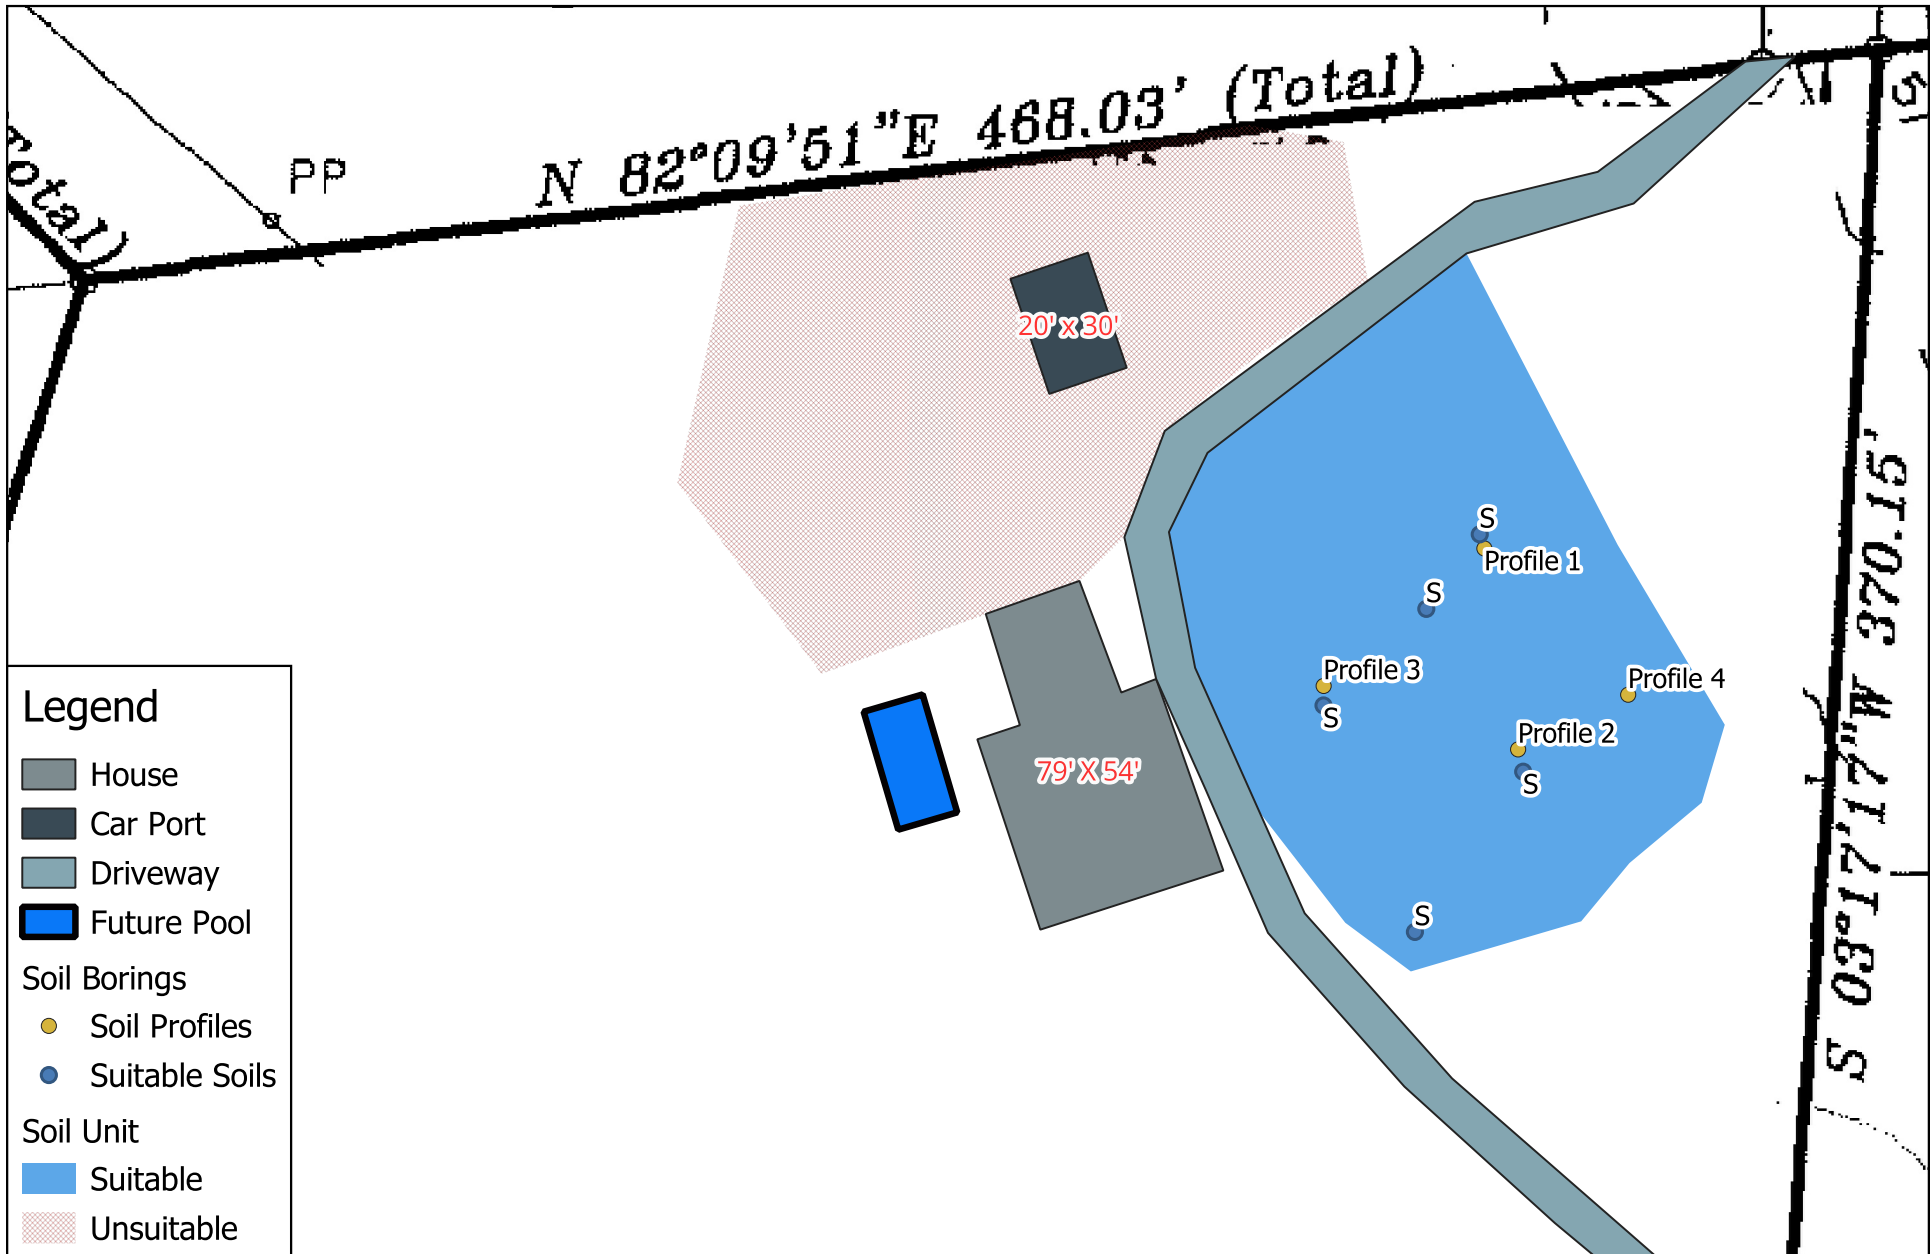 PP
N 82°09'51"E 468.03' (Total)
Total)
20' x 30'
S
Profile 1
S
Profile 3
S
Profile 4
Profile 2
S
79' X 54'
S
S 03°17'17"W 370.15'
Legend
House
Car Port
Driveway
Future Pool
Soil Borings
Soil Profiles
Suitable Soils
Soil Unit
Suitable
Unsuitable